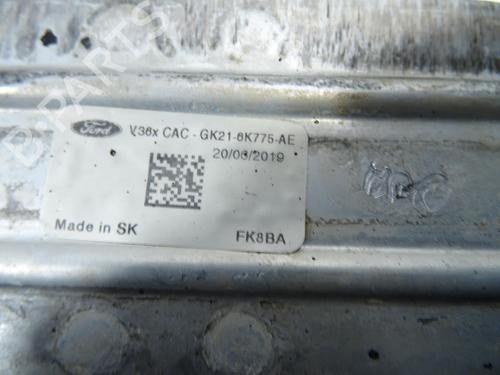 Ford
V36x CAC - GK21-6K775-AE
20/06/2019
Made in SK
FK8BA